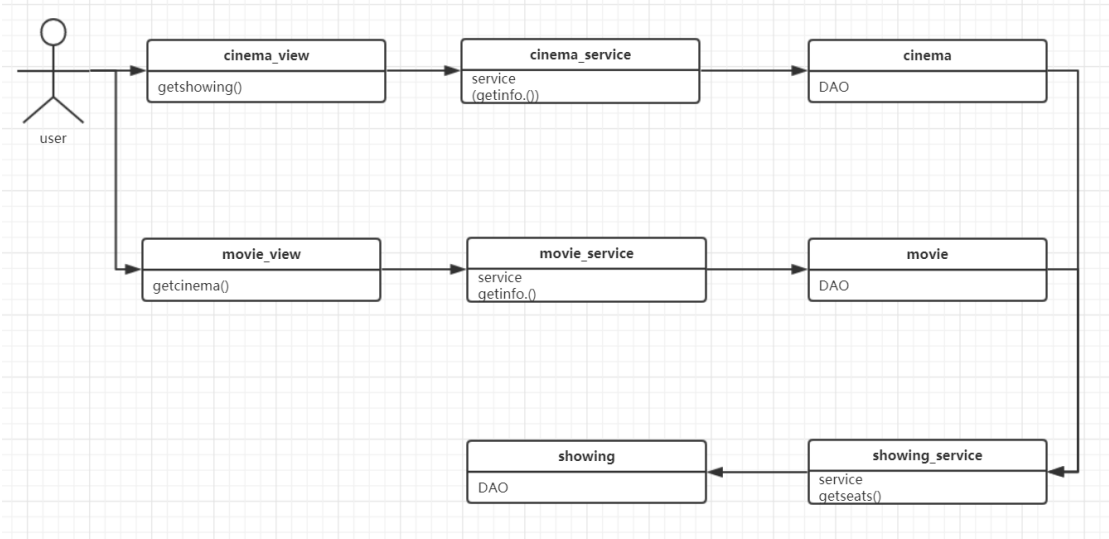 cinema_view
getshowing()
cinema_service
service
(getinfo.())
cinema
DAO
user
movie_view
getcinema()
movie_service
service
getinfo.()
movie
DAO
showing
DAO
showing_service
service
getseats()